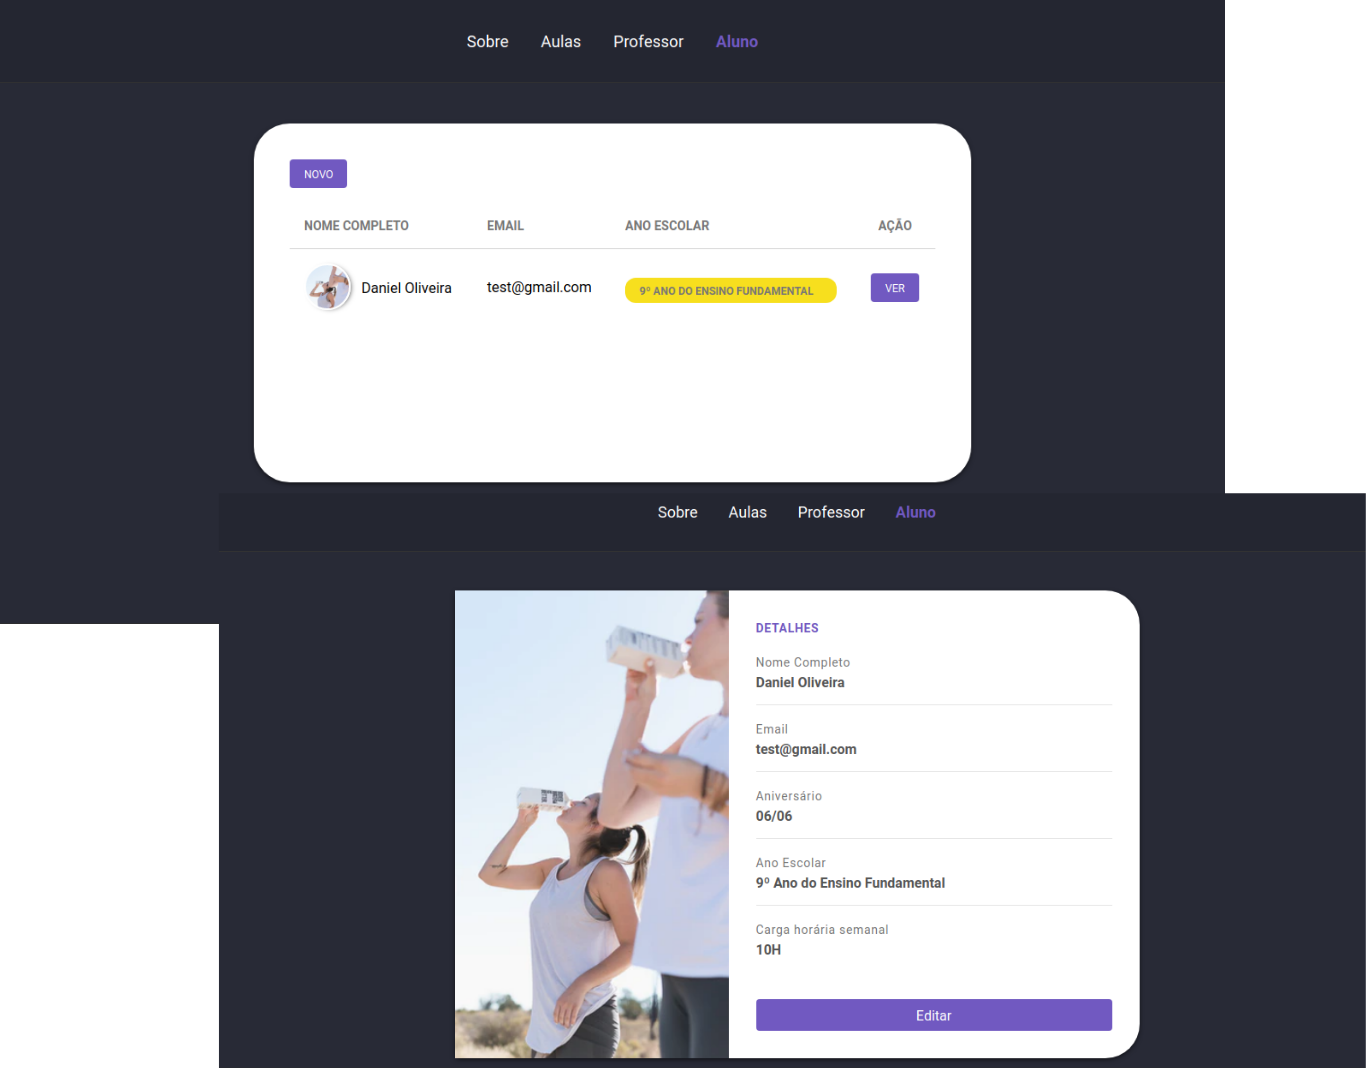 Sobre Aulas Professor Aluno
NOVO
NOME COMPLETO EMAIL ANO ESCOLAR AÇÃO
Daniel Oliveira test@gmail.com 9º ANO DO ENSINO FUNDAMENTAL VER
Sobre Aulas Professor Aluno
DETALHES
Nome Completo
Daniel Oliveira
Email
test@gmail.com
Aniversário
06/06
Ano Escolar
9º Ano do Ensino Fundamental
Carga horária semanal
10H
Editar